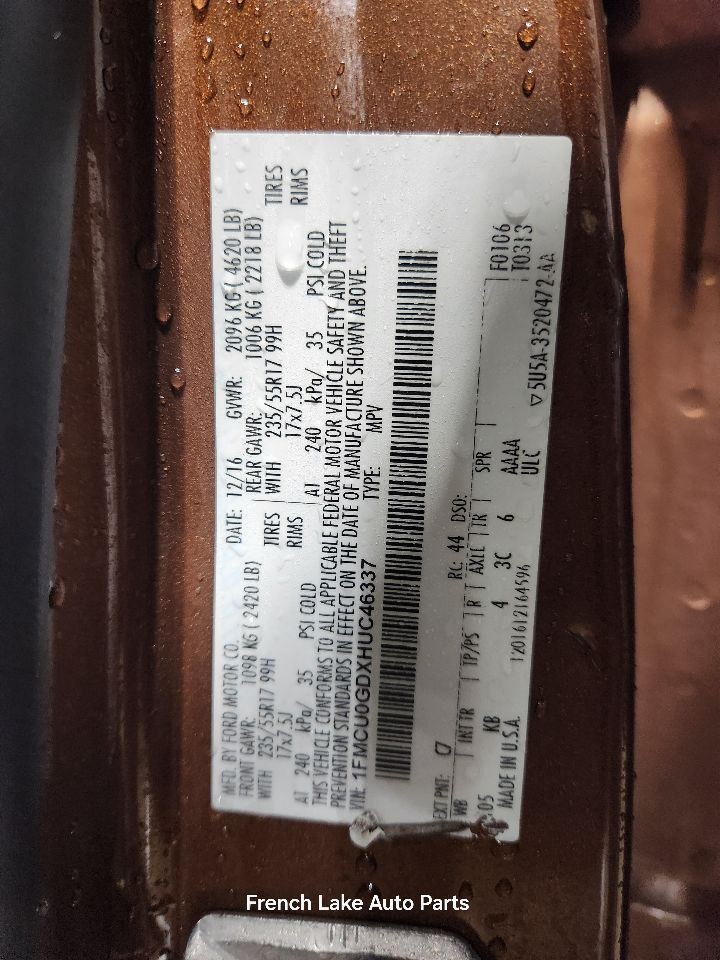 MFD. BY FORD MOTOR CO. DATE: 12/16 GVWR: 2096 KG ( 4620 LB)
FRONT GAWR: 1098 KG ( 2420 LB) REAR GAWR: 1006 KG ( 2218 LB)
WITH 235/55R17 99H TIRES WITH 235/55R17 99H TIRES
17x7.5J RIMS 17x7.5J RIMS
AT 240 kPa/ 35 PSI COLD AT 240 kPa/ 35 PSI COLD
THIS VEHICLE CONFORMS TO ALL APPLICABLE FEDERAL MOTOR VEHICLE SAFETY AND THEFT
PREVENTION STANDARDS IN EFFECT ON THE DATE OF MANUFACTURE SHOWN ABOVE.
VIN: 1FMCU0GDXHUC46337 TYPE: MPV
EXT PNT: RC: 44 DSO: F0106
WB INT TR TP/PS R AXLE TR SPR T0313
05 KB 4 3C 6 AAAA
MADE IN U.S.A. 1201612164596 ULC ▽5U5A-3520472-AA
French Lake Auto Parts